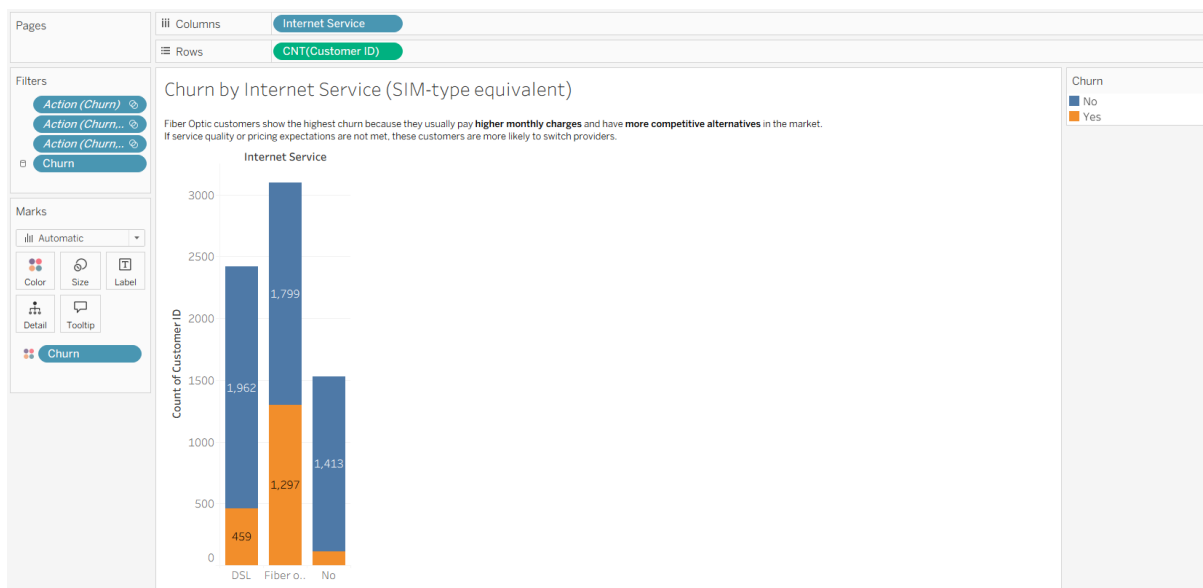 Pages
Columns
Internet Service
Rows
CNT(Customer ID)
Filters
Action (Churn)
Action (Churn,..
Action (Churn,..
Churn
Marks
Automatic
Color
Size
Label
Detail
Tooltip
Churn
Churn by Internet Service (SIM-type equivalent)
Fiber Optic customers show the highest churn because they usually pay higher monthly charges and have more competitive alternatives in the market.
If service quality or pricing expectations are not met, these customers are more likely to switch providers.
Internet Service
Count of Customer ID
3000
2500
2000
1500
1000
500
0
1,799
1,962
1,413
1,297
459
DSL
Fiber o..
No
Churn
No
Yes